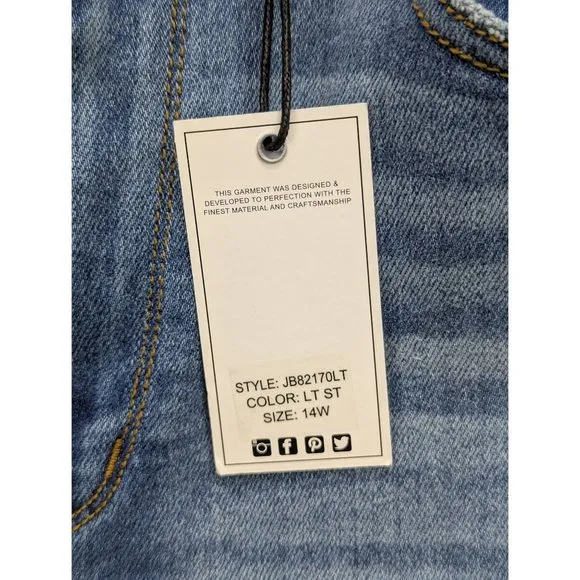 THIS GARMENT WAS DESIGNED &
DEVELOPED TO PERFECTION WITH THE
FINEST MATERIAL AND CRAFTSMANSHIP
STYLE: JB82170LT
COLOR: LT ST
SIZE: 14W